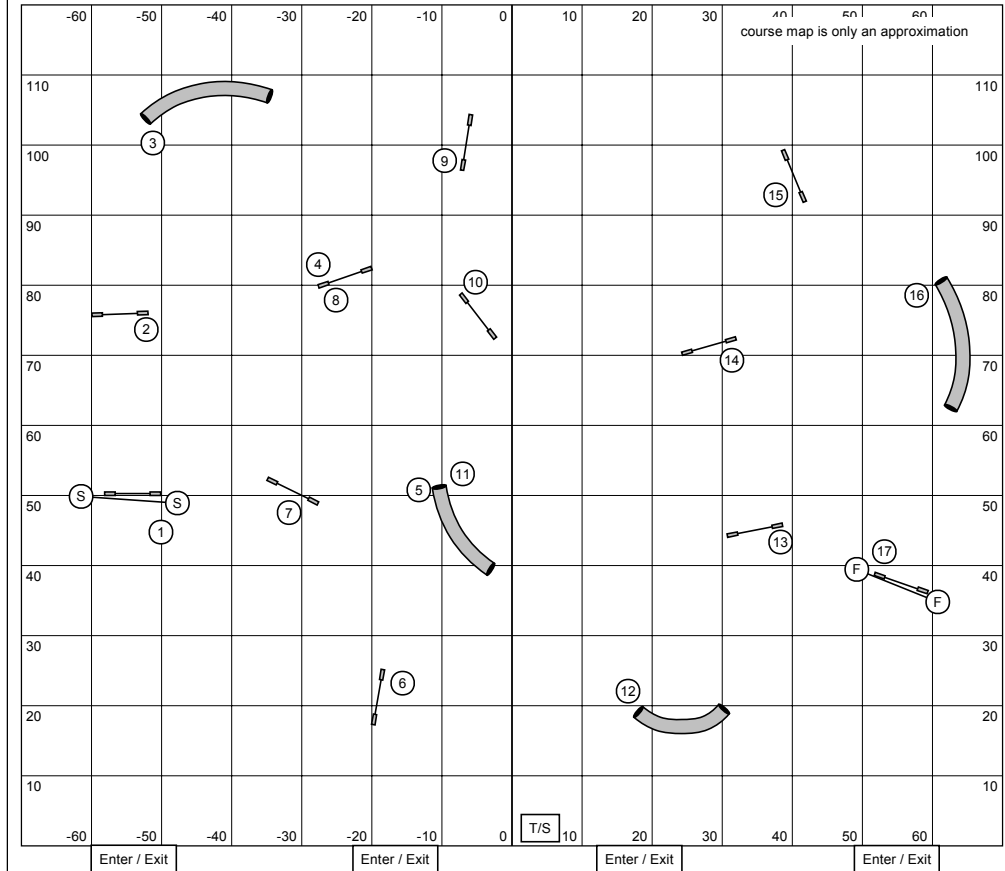 -60 -50 -40 -30 -20 -10 0 10 20 30 40 50 60
course map is only an approximation
110 110
3
100 9 100
15
90 90
4 10
80 8 16 80
2
70 14 70
60 60
11
5
S
50 S 7 50
1 13 17
40 F 40
F
30 30
6 12
20 20
10 10
-60 -50 -40 -30 -20 -10 0 T/S 10 20 30 40 50 60
Enter / Exit Enter / Exit Enter / Exit Enter / Exit